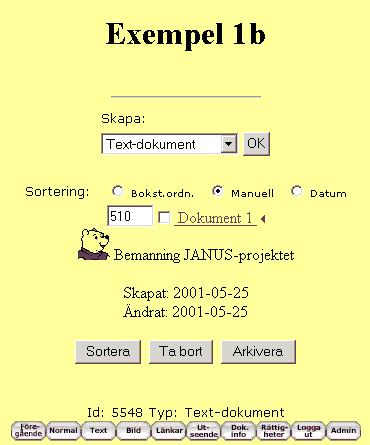 Exempel 1b
Skapa:
Text-dokument OK
Sortering: Bokst.ordn. Manuell Datum
510 Dokument 1
Bemanning JANUS-projektet
Skapat: 2001-05-25
Ändrat: 2001-05-25
Sortera Ta bort Arkivera
Id: 5548 Typ: Text-dokument
Före-gående Normal Text Bild Länkar Ut-seende Dok. info Rättig-heter Logga ut Admin